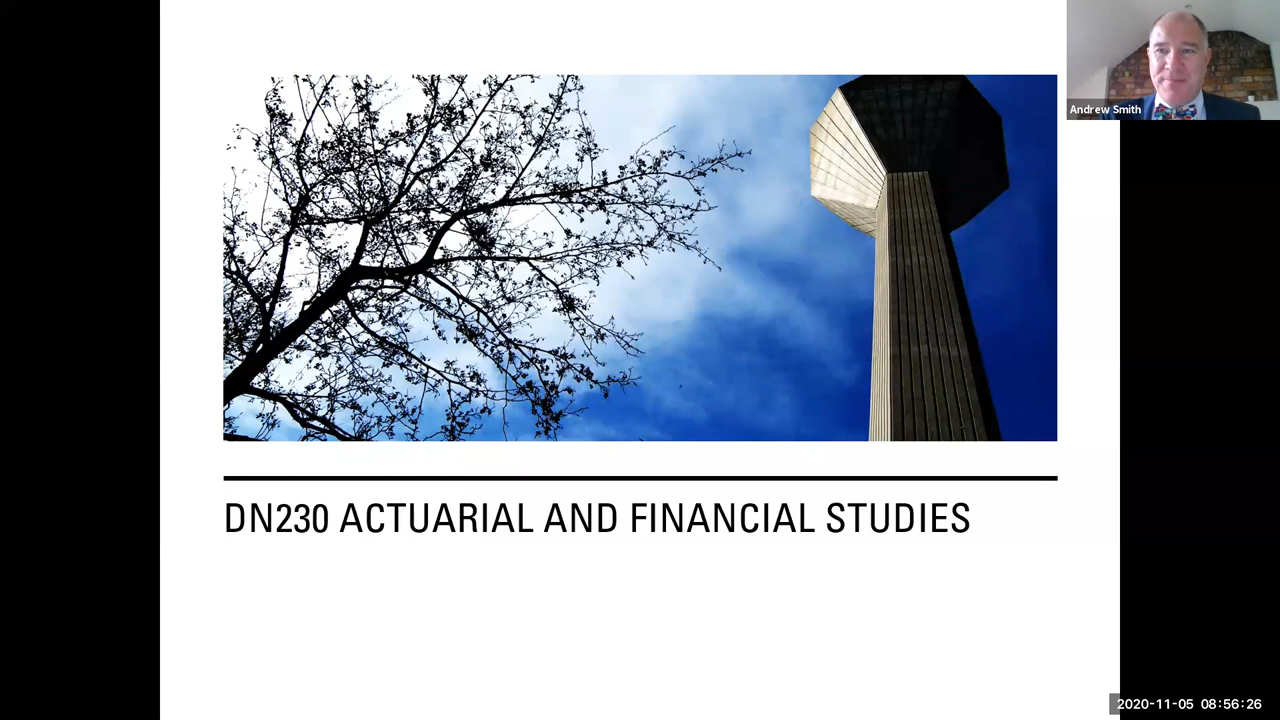 Andrew Smith
DN230 ACTUARIAL AND FINANCIAL STUDIES
2020-11-05 08:56:26